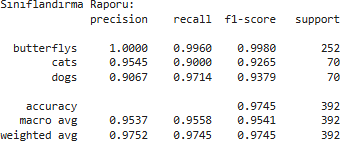 Sınıflandırma Raporu:
              precision    recall  f1-score   support

  butterflys     1.0000    0.9960    0.9980       252
        cats     0.9545    0.9000    0.9265        70
        dogs     0.9067    0.9714    0.9379        70

    accuracy                         0.9745       392
   macro avg     0.9537    0.9558    0.9541       392
weighted avg     0.9752    0.9745    0.9745       392